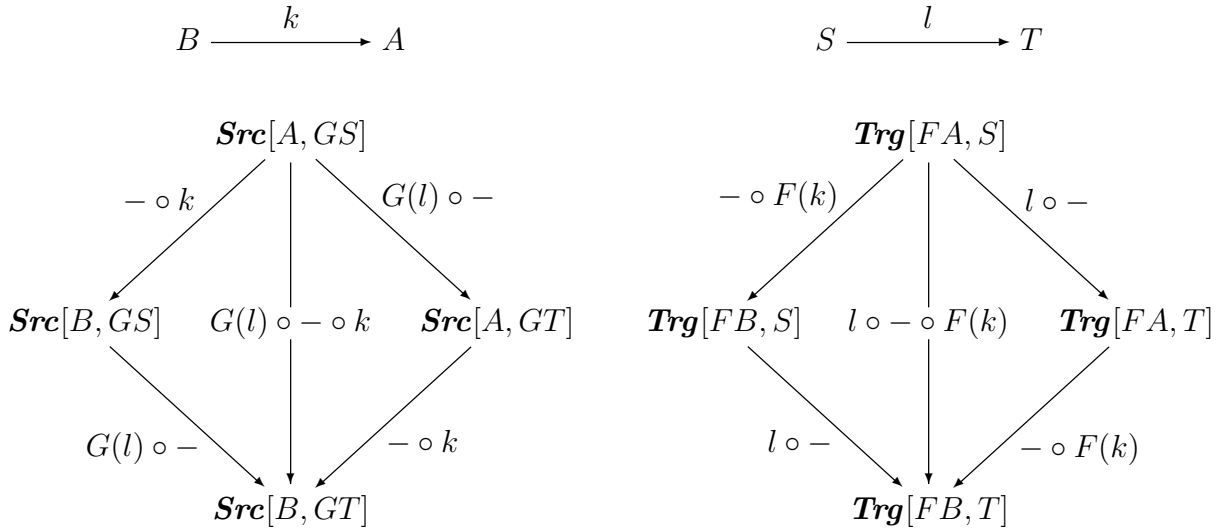 k
B A
l
S T
Src[A, GS]
Trg[FA, S]
− ∘ k
G(l) ∘ −
− ∘ F(k)
l ∘ −
Src[B, GS]
G(l) ∘ − ∘ k
Src[A, GT]
Trg[FB, S]
l ∘ − ∘ F(k)
Trg[FA, T]
G(l) ∘ −
− ∘ k
l ∘ −
− ∘ F(k)
Src[B, GT]
Trg[FB, T]